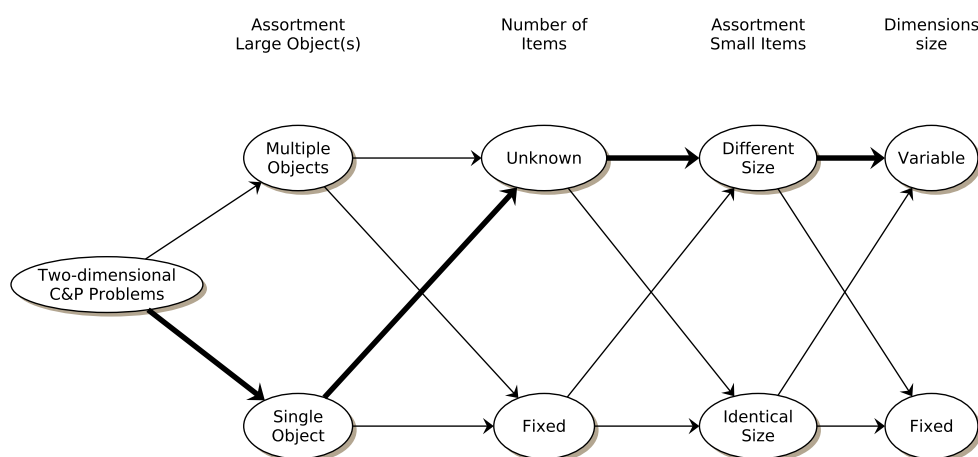 Assortment
Large Object(s)
Number of
Items
Assortment
Small Items
Dimensions
size
Multiple
Objects
Unknown
Different
Size
Variable
Two-dimensional
C&P Problems
Single
Object
Fixed
Identical
Size
Fixed